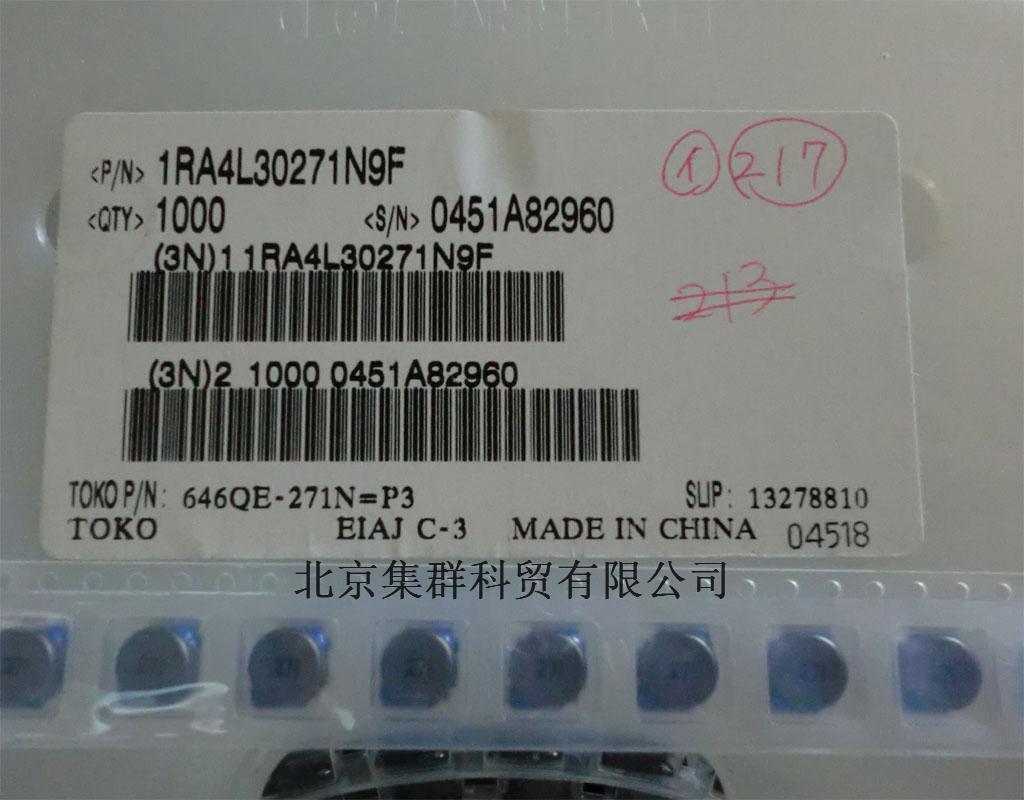 <P/N> 1RA4L30271N9F
① 217
<QTY> 1000 <S/N> 0451A82960
(3N)1 1RA4L30271N9F
213
(3N)2 1000 0451A82960
TOKO P/N: 646QE-271N=P3 SLIP: 13278810
TOKO EIAJ C-3 MADE IN CHINA 04518
北京集群科贸有限公司